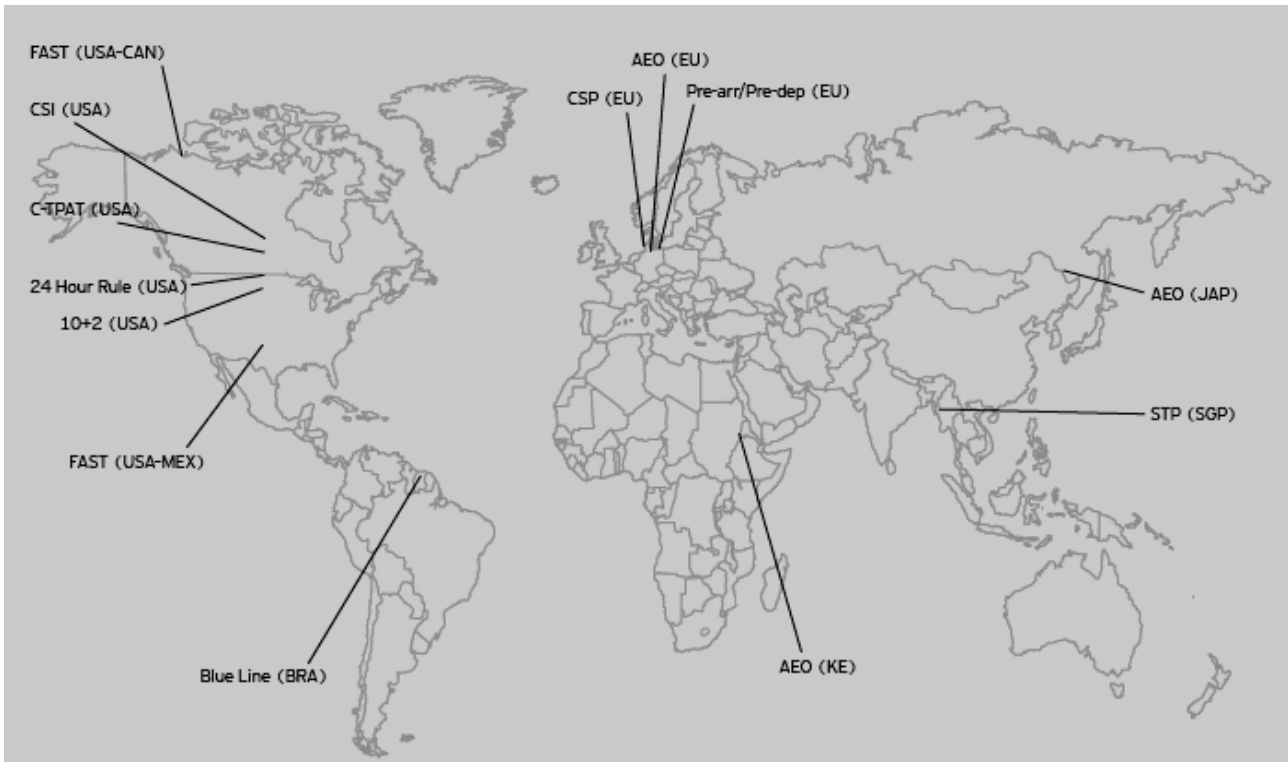 FAST (USA-CAN)
AEO (EU)
CSP (EU)
Pre-arr/Pre-dep (EU)
CSI (USA)
C-TPAT (USA)
24 Hour Rule (USA)
AEO (JAP)
10+2 (USA)
STP (SGP)
FAST (USA-MEX)
Blue Line (BRA)
AEO (KE)